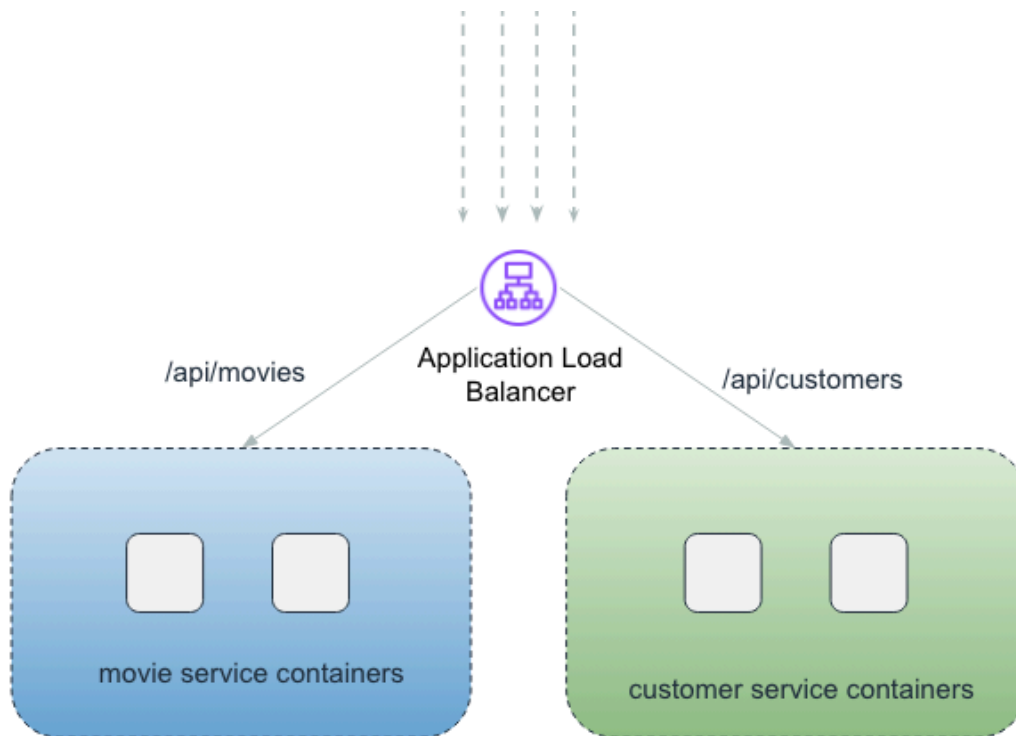 Application Load
Balancer
/api/movies
/api/customers
movie service containers
customer service containers